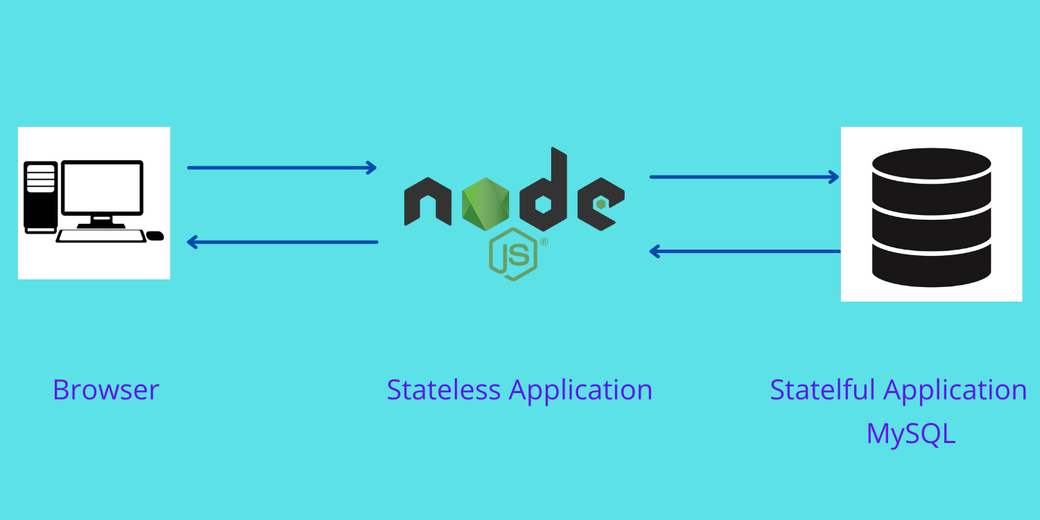 node
JS®
Browser
Stateless Application
Statelful Application
MySQL